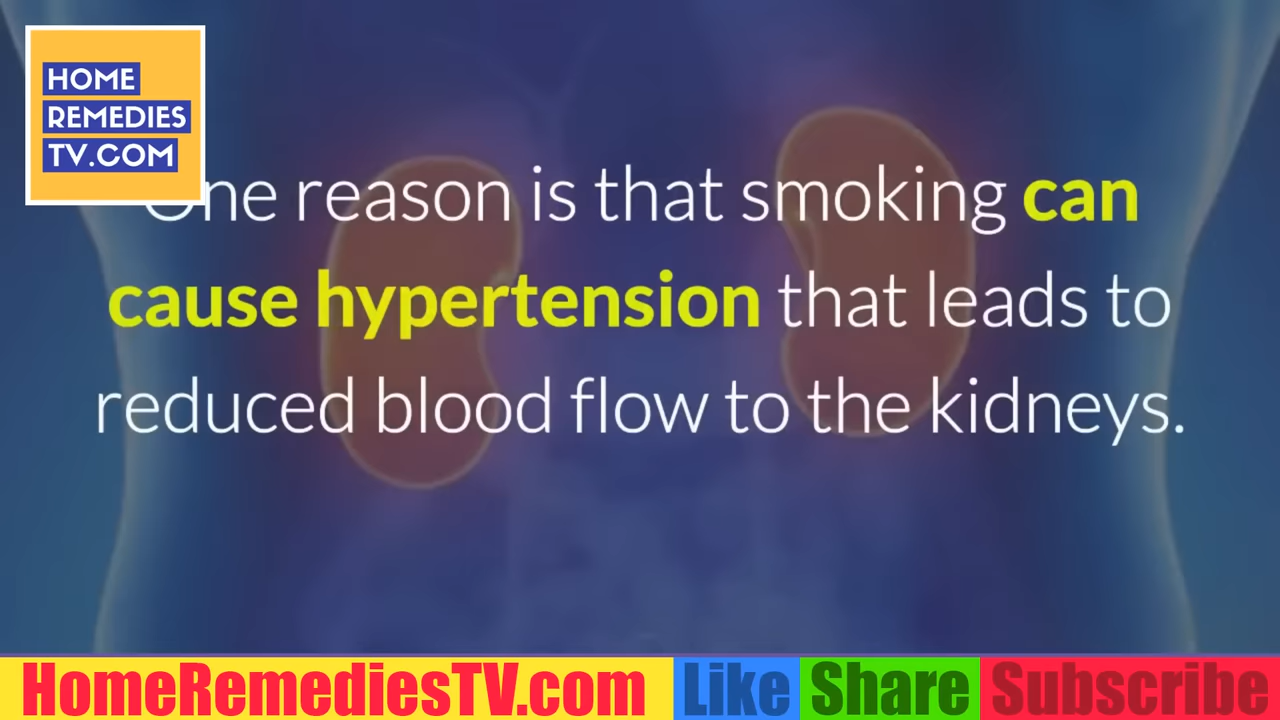 HOME
REMEDIES
TV.COM
One reason is that smoking can
cause hypertension that leads to
reduced blood flow to the kidneys.
HomeRemediesTV.com Like Share Subscribe